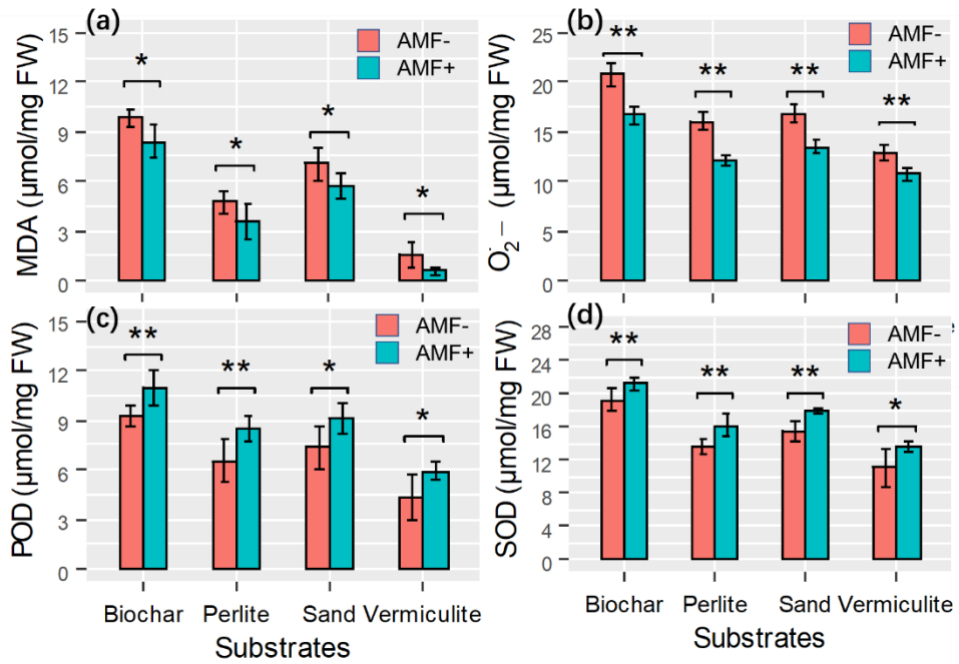 (a)
MDA (µmol/mg FW)
15
12
9
6
3
0
AMF-
AMF+
*
*
*
*
(b)
O₂·− (µmol/mg FW)
25
20
15
10
5
0
AMF-
AMF+
**
**
**
**
(c)
POD (µmol/mg FW)
15
12
9
6
3
0
AMF-
AMF+
**
**
*
*
Biochar Perlite Sand Vermiculite
Substrates
(d)
SOD (µmol/mg FW)
28
24
20
16
12
8
4
0
AMF-
AMF+
**
**
**
*
Biochar Perlite Sand Vermiculite
Substrates